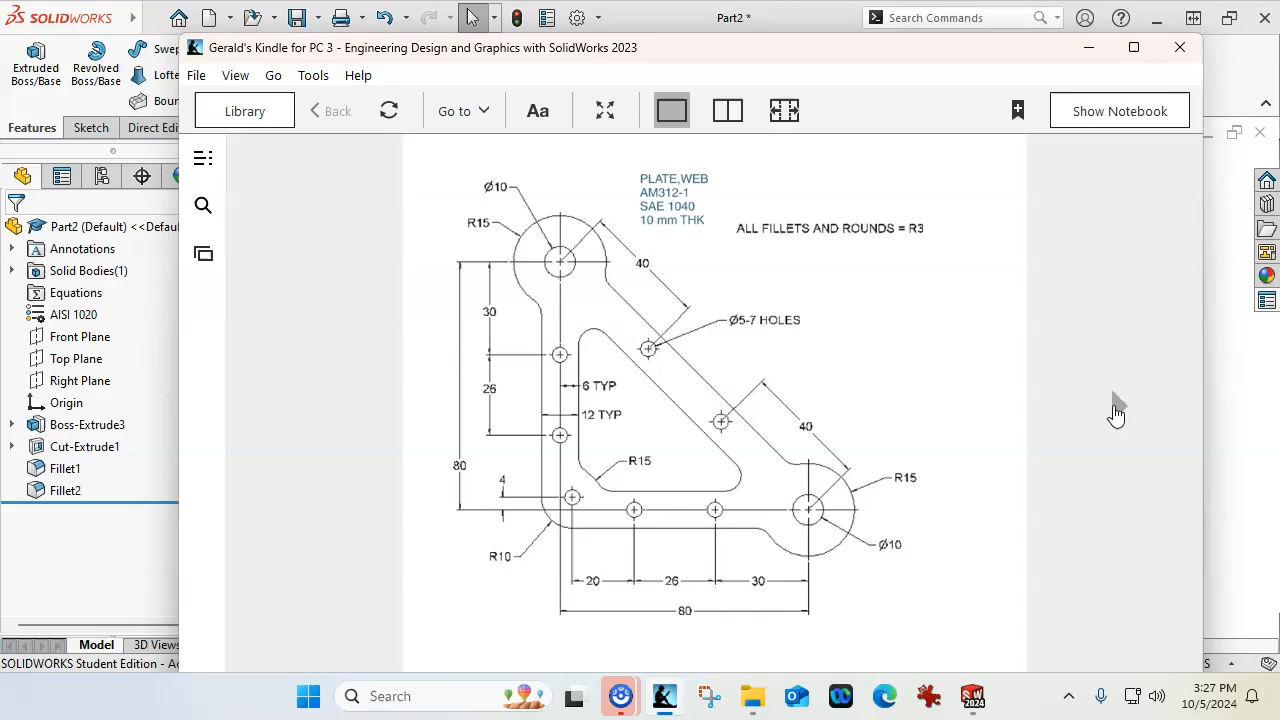 SOLIDWORKS
Part2 *
Search Commands
Gerald's Kindle for PC 3 - Engineering Design and Graphics with SolidWorks 2023
Extruded Boss/Base
Revolved Boss/Base
Swep
Lofte
Boun
File View Go Tools Help
Library
Back
Go to
Aa
Show Notebook
Features Sketch Direct Edi
Part2 (Default) <<Defau
Annotations
Solid Bodies(1)
Equations
AISI 1020
Front Plane
Top Plane
Right Plane
Origin
Boss-Extrude3
Cut-Extrude1
Fillet1
Fillet2
PLATE,WEB
AM312-1
SAE 1040
10 mm THK
ALL FILLETS AND ROUNDS = R3
Ø10
R15
40
30
Ø5-7 HOLES
26
6 TYP
12 TYP
40
80
R15
4
R15
R10
Ø10
20
26
30
80
Model 3D Views
SOLIDWORKS Student Edition - Ac
S
Search
SW
2024
3:27 PM
10/5/2024